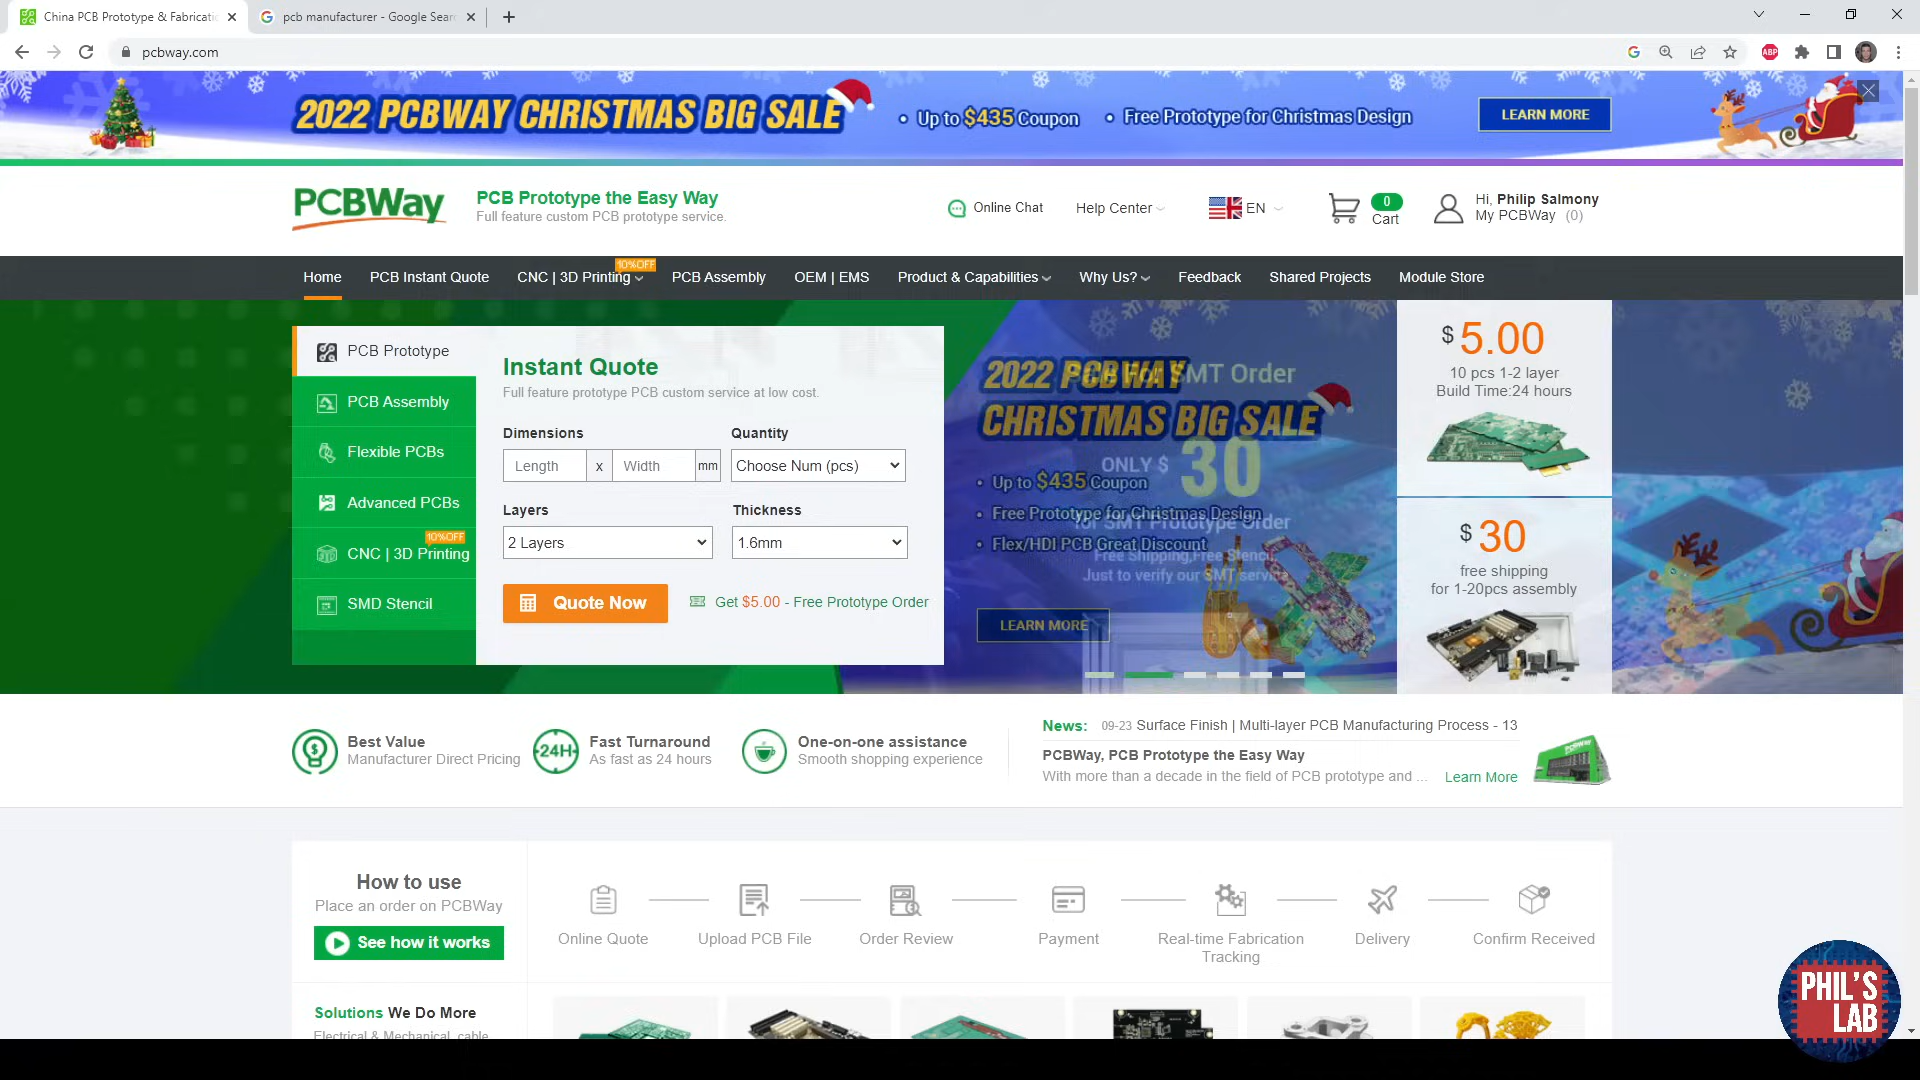 China PCB Prototype & Fabricatio
pcb manufacturer - Google Searc
pcbway.com
ABP
2022 PCBWAY CHRISTMAS BIG SALE
• Up to $435 Coupon
• Free Prototype for Christmas Design
LEARN MORE
PCBWay
PCB Prototype the Easy Way
Full feature custom PCB prototype service.
Online Chat
Help Center
EN
0
Cart
Hi, Philip Salmony
My PCBWay (0)
10%OFF
Home
PCB Instant Quote
CNC | 3D Printing
PCB Assembly
OEM | EMS
Product & Capabilities
Why Us?
Feedback
Shared Projects
Module Store
PCB Prototype
PCB Assembly
Flexible PCBs
Advanced PCBs
10%OFF
CNC | 3D Printing
SMD Stencil
Instant Quote
Full feature prototype PCB custom service at low cost.
Dimensions
Quantity
Length
x
Width
mm
Choose Num (pcs)
Layers
Thickness
2 Layers
1.6mm
Quote Now
Get $5.00 - Free Prototype Order
2022 PCBWAY
SMT Order
CHRISTMAS BIG SALE
ONLY $ 30
• Up to $435 Coupon
• Free Prototype for Christmas Design
for SMT Prototype Order
• Flex/HDI PCB Great Discount
Free Shipping,Free Stencil
Just to verify our SMT service
LEARN MORE
$ 5.00
10 pcs 1-2 layer
Build Time:24 hours
$ 30
free shipping
for 1-20pcs assembly
Best Value
Manufacturer Direct Pricing
24H
Fast Turnaround
As fast as 24 hours
One-on-one assistance
Smooth shopping experience
News: 09-23 Surface Finish | Multi-layer PCB Manufacturing Process - 13
PCBWay, PCB Prototype the Easy Way
With more than a decade in the field of PCB prototype and ... Learn More
How to use
Place an order on PCBWay
See how it works
Online Quote
Upload PCB File
Order Review
Payment
Real-time Fabrication
Tracking
Delivery
Confirm Received
Solutions We Do More
Electrical & Mechanical, cable
PHIL'S
LAB